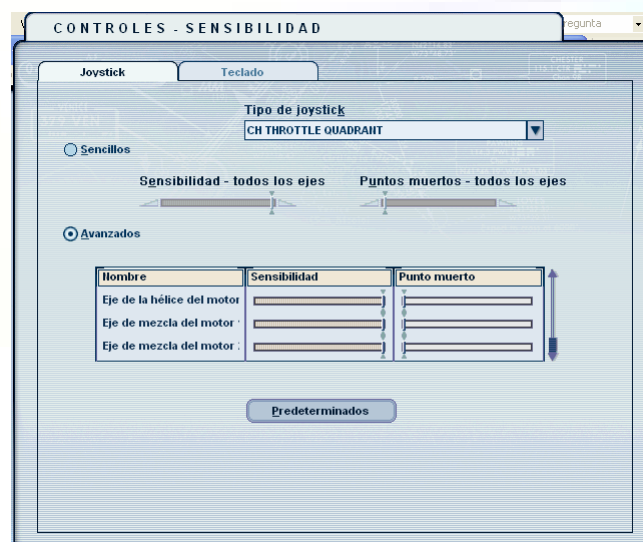 CONTROLES - SENSIBILIDAD
Joystick
Teclado
Tipo de joystick
CH THROTTLE QUADRANT
Sencillos
Sensibilidad - todos los ejes
Puntos muertos - todos los ejes
Avanzados
Nombre Sensibilidad Punto muerto
Eje de la hélice del motor
Eje de mezcla del motor
Eje de mezcla del motor
Predeterminados